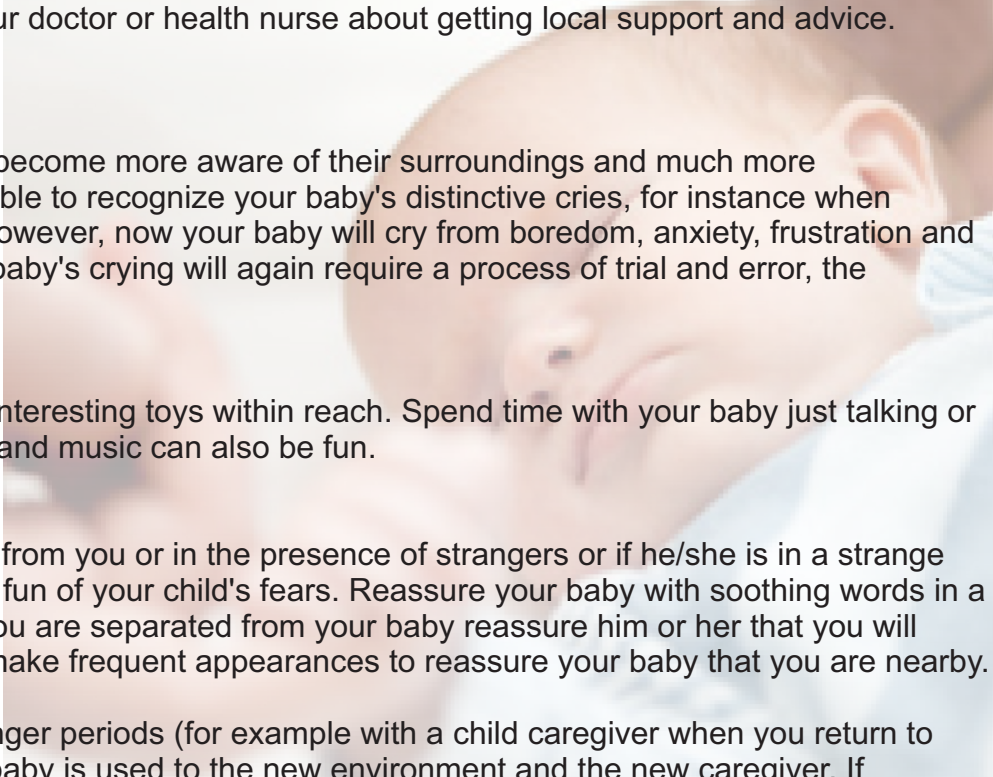 ur doctor or health nurse about getting local support and advice.
become more aware of their surroundings and much more
ble to recognize your baby's distinctive cries, for instance when
owever, now your baby will cry from boredom, anxiety, frustration and
baby's crying will again require a process of trial and error, the
nteresting toys within reach. Spend time with your baby just talking or
and music can also be fun.
from you or in the presence of strangers or if he/she is in a strange
fun of your child's fears. Reassure your baby with soothing words in a
ou are separated from your baby reassure him or her that you will
make frequent appearances to reassure your baby that you are nearby.
nger periods (for example with a child caregiver when you return to
baby is used to the new environment and the new caregiver. If